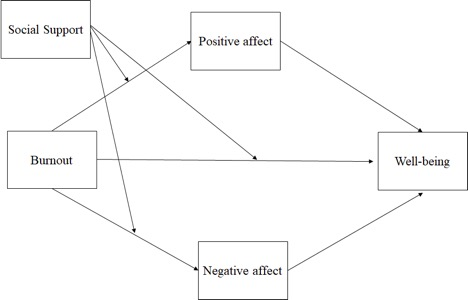 Social Support
Positive affect
Burnout
Well-being
Negative affect